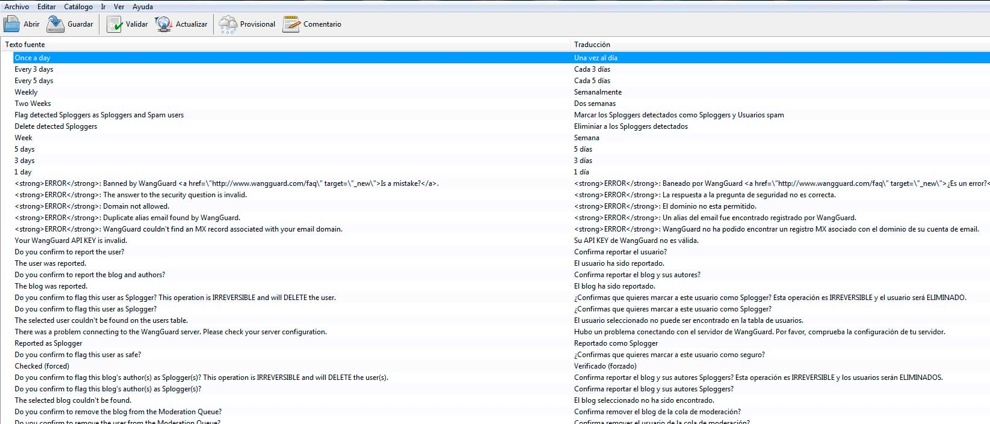 Archivo Editar Catálogo Ir Ver Ayuda
Abrir Guardar Validar Actualizar Provisional Comentario
Texto fuente Traducción
Once a day Una vez al día
Every 3 days Cada 3 días
Every 5 days Cada 5 días
Weekly Semanalmente
Two Weeks Dos semanas
Flag detected Sploggers as Sploggers and Spam users Marcar los Sploggers detectados como Sploggers y Usuarios spam
Delete detected Sploggers Eliminiar a los Sploggers detectados
Week Semana
5 days 5 días
3 days 3 días
1 day 1 día
<strong>ERROR</strong>: Banned by WangGuard <a href=\"http://www.wangguard.com/faq\" target=\"_new\">Is a mistake?</a>. <strong>ERROR</strong>: Baneado por WangGuard <a href=\"http://www.wangguard.com/faq\" target=\"_new\">¿Es un error?<
<strong>ERROR</strong>: The answer to the security question is invalid. <strong>ERROR</strong>: La respuesta a la pregunta de seguridad no es correcta.
<strong>ERROR</strong>: Domain not allowed. <strong>ERROR</strong>: El dominio no esta permitido.
<strong>ERROR</strong>: Duplicate alias email found by WangGuard. <strong>ERROR</strong>: Un alias del email fue encontrado registrado por WangGuard.
<strong>ERROR</strong>: WangGuard couldn't find an MX record associated with your email domain. <strong>ERROR</strong>: WangGuard no ha podido encontrar un registro MX asociado con el dominio de su cuenta de email.
Your WangGuard API KEY is invalid. Su API KEY de WangGuard no es válida.
Do you confirm to report the user? Confirma reportar el usuario?
The user was reported. El usuario ha sido reportado.
Do you confirm to report the blog and authors? Confirma reportar el blog y sus autores?
The blog was reported. El blog ha sido reportado.
Do you confirm to flag this user as Splogger? This operation is IRREVERSIBLE and will DELETE the user. ¿Confirmas que quieres marcar a este usuario como Splogger? Esta operación es IRREVERSIBLE y el usuario será ELIMINADO.
Do you confirm to flag this user as Splogger? ¿Confirmas que quieres marcar a este usuario como Splogger?
The selected user couldn't be found on the users table. El usuario seleccionado no puede ser encontrado en la tabla de usuarios.
There was a problem connecting to the WangGuard server. Please check your server configuration. Hubo un problema conectando con el servidor de WangGuard. Por favor, comprueba la configuración de tu servidor.
Reported as Splogger Reportado como Splogger
Do you confirm to flag this user as safe? ¿Confirmas que quieres marcar a este usuario como seguro?
Checked (forced) Verificado (forzado)
Do you confirm to flag this blog's author(s) as Splogger(s)? This operation is IRREVERSIBLE and will DELETE the user(s). Confirma reportar el blog y sus autores Sploggers? Esta operación es IRREVERSIBLE y los usuarios serán ELIMINADOS.
Do you confirm to flag this blog's author(s) as Splogger(s)? Confirma reportar el blog y sus autores Sploggers?
The selected blog couldn't be found. El blog seleccionado no ha sido encontrado.
Do you confirm to remove the blog from the Moderation Queue? Confirma remover el blog de la cola de moderación?
Do you confirm to remove the user from the Moderation Queue? Confirma remover el usuario de la cola de moderación?